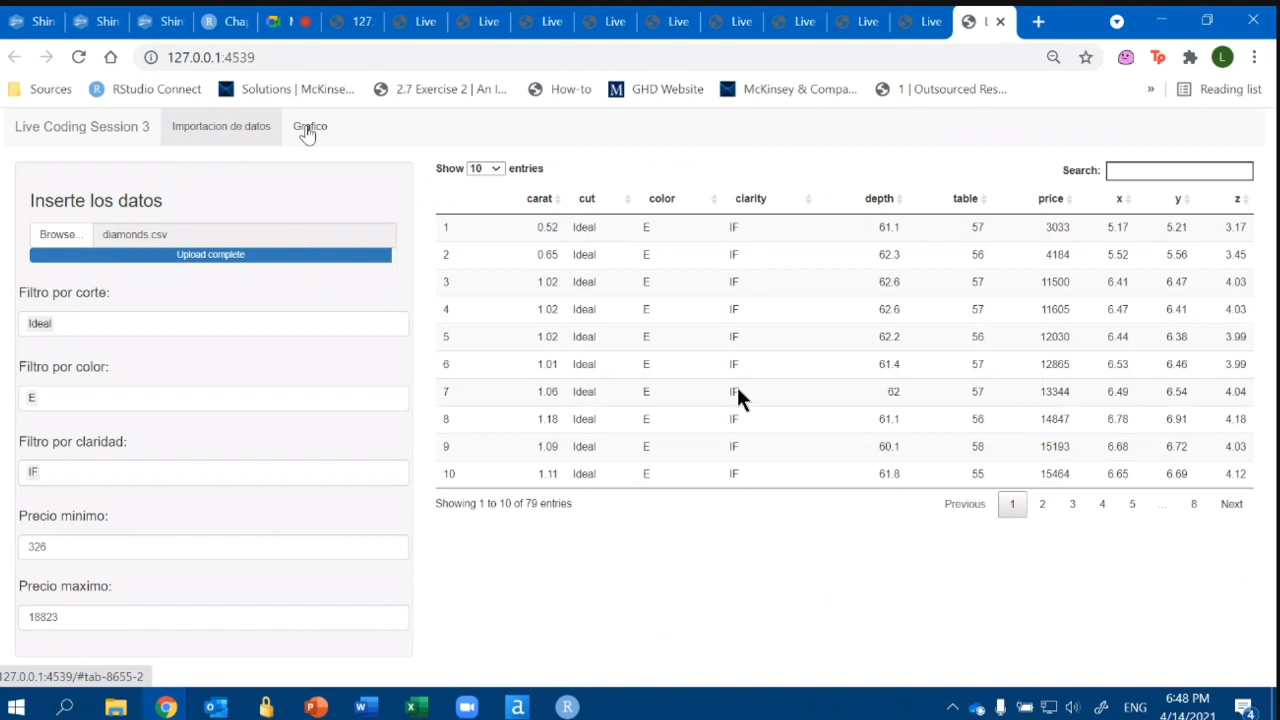 Shin
Shin
Shin
Cha
127.
Live
Live
Live
Live
Live
Live
Live
Live
Live
127.0.0.1:4539
Sources
RStudio Connect
Solutions | McKinse...
2.7 Exercise 2 | An I...
How-to
GHD Website
McKinsey & Compa...
1 | Outsourced Res...
»
Reading list
Live Coding Session 3
Importacion de datos
Grafico
Inserte los datos
Browse...
diamonds.csv
Upload complete
Filtro por corte:
Ideal
Filtro por color:
E
Filtro por claridad:
IF
Precio minimo:
326
Precio maximo:
18823
Show 10 entries
Search:
carat cut color clarity depth table price x y z
1 0.52 Ideal E IF 61.1 57 3033 5.17 5.21 3.17
2 0.65 Ideal E IF 62.3 56 4184 5.52 5.56 3.45
3 1.02 Ideal E IF 62.6 57 11500 6.41 6.47 4.03
4 1.02 Ideal E IF 62.6 57 11605 6.47 6.41 4.03
5 1.02 Ideal E IF 62.2 56 12030 6.44 6.38 3.99
6 1.01 Ideal E IF 61.4 57 12865 6.53 6.46 3.99
7 1.06 Ideal E IF 62 57 13344 6.49 6.54 4.04
8 1.18 Ideal E IF 61.1 56 14847 6.78 6.91 4.18
9 1.09 Ideal E IF 60.1 58 15193 6.68 6.72 4.03
10 1.11 Ideal E IF 61.8 55 15464 6.65 6.69 4.12
Showing 1 to 10 of 79 entries
Previous 1 2 3 4 5 ... 8 Next
127.0.0.1:4539/#tab-8655-2
ENG
6:48 PM
4/14/2021
4